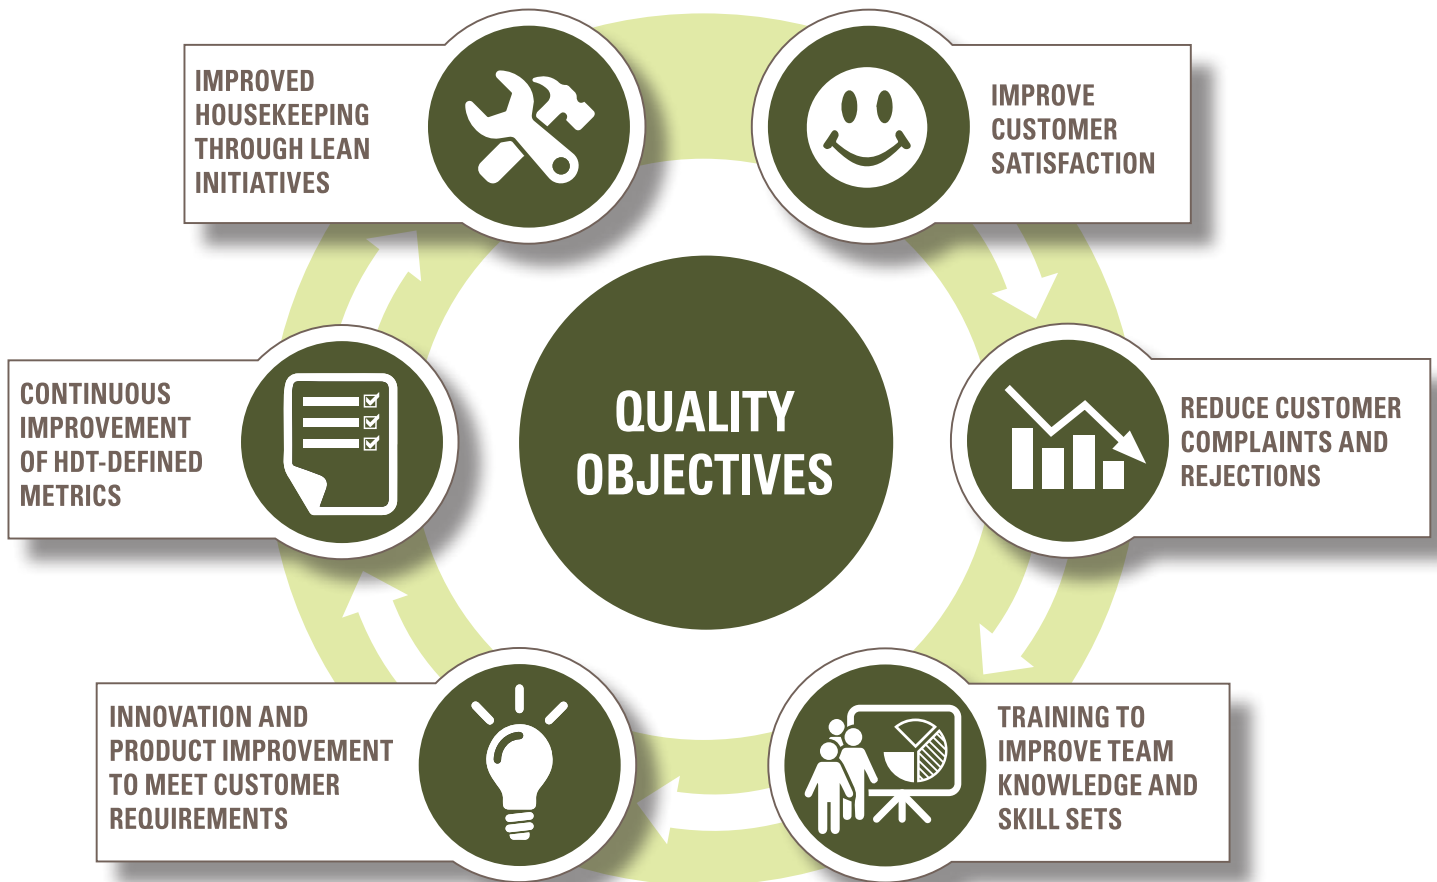 IMPROVED
HOUSEKEEPING
THROUGH LEAN
INITIATIVES
IMPROVE
CUSTOMER
SATISFACTION
CONTINUOUS
IMPROVEMENT
OF HDT-DEFINED
METRICS
QUALITY
OBJECTIVES
REDUCE CUSTOMER
COMPLAINTS AND
REJECTIONS
INNOVATION AND
PRODUCT IMPROVEMENT
TO MEET CUSTOMER
REQUIREMENTS
TRAINING TO
IMPROVE TEAM
KNOWLEDGE AND
SKILL SETS